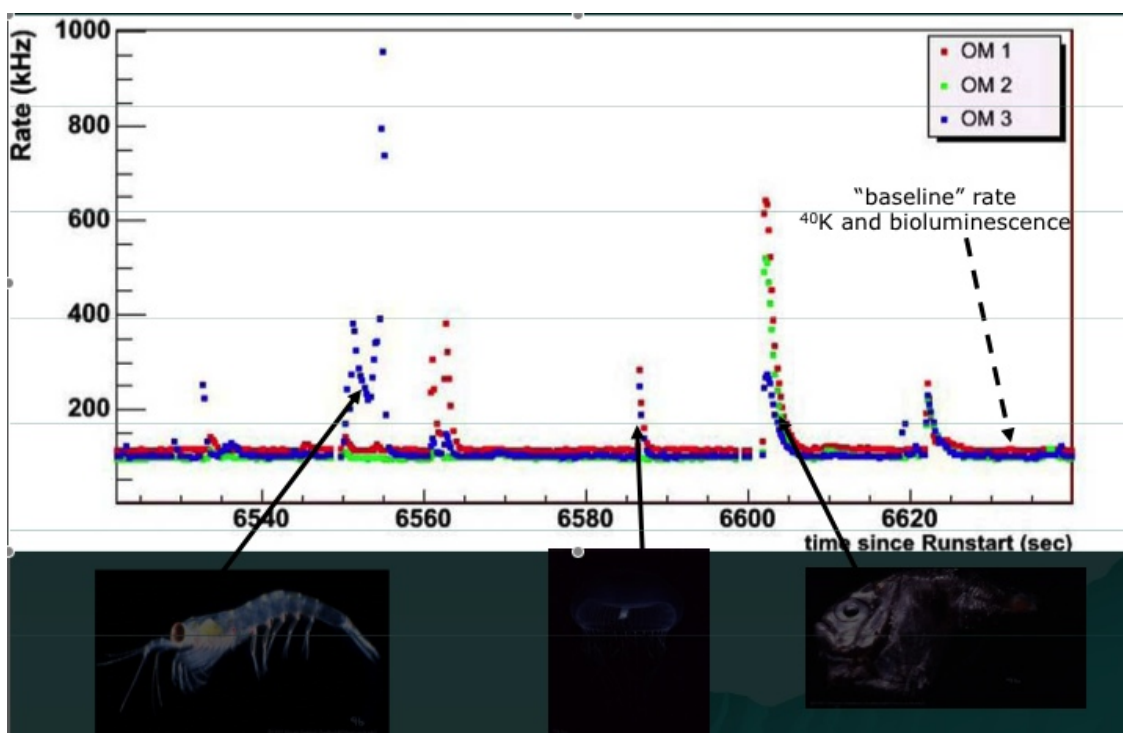 Rate (kHz)
1000
800
600
400
200
OM 1
OM 2
OM 3
“baseline” rate
⁴⁰K and bioluminescence
6540 6560 6580 6600 6620
time since Runstart (sec)